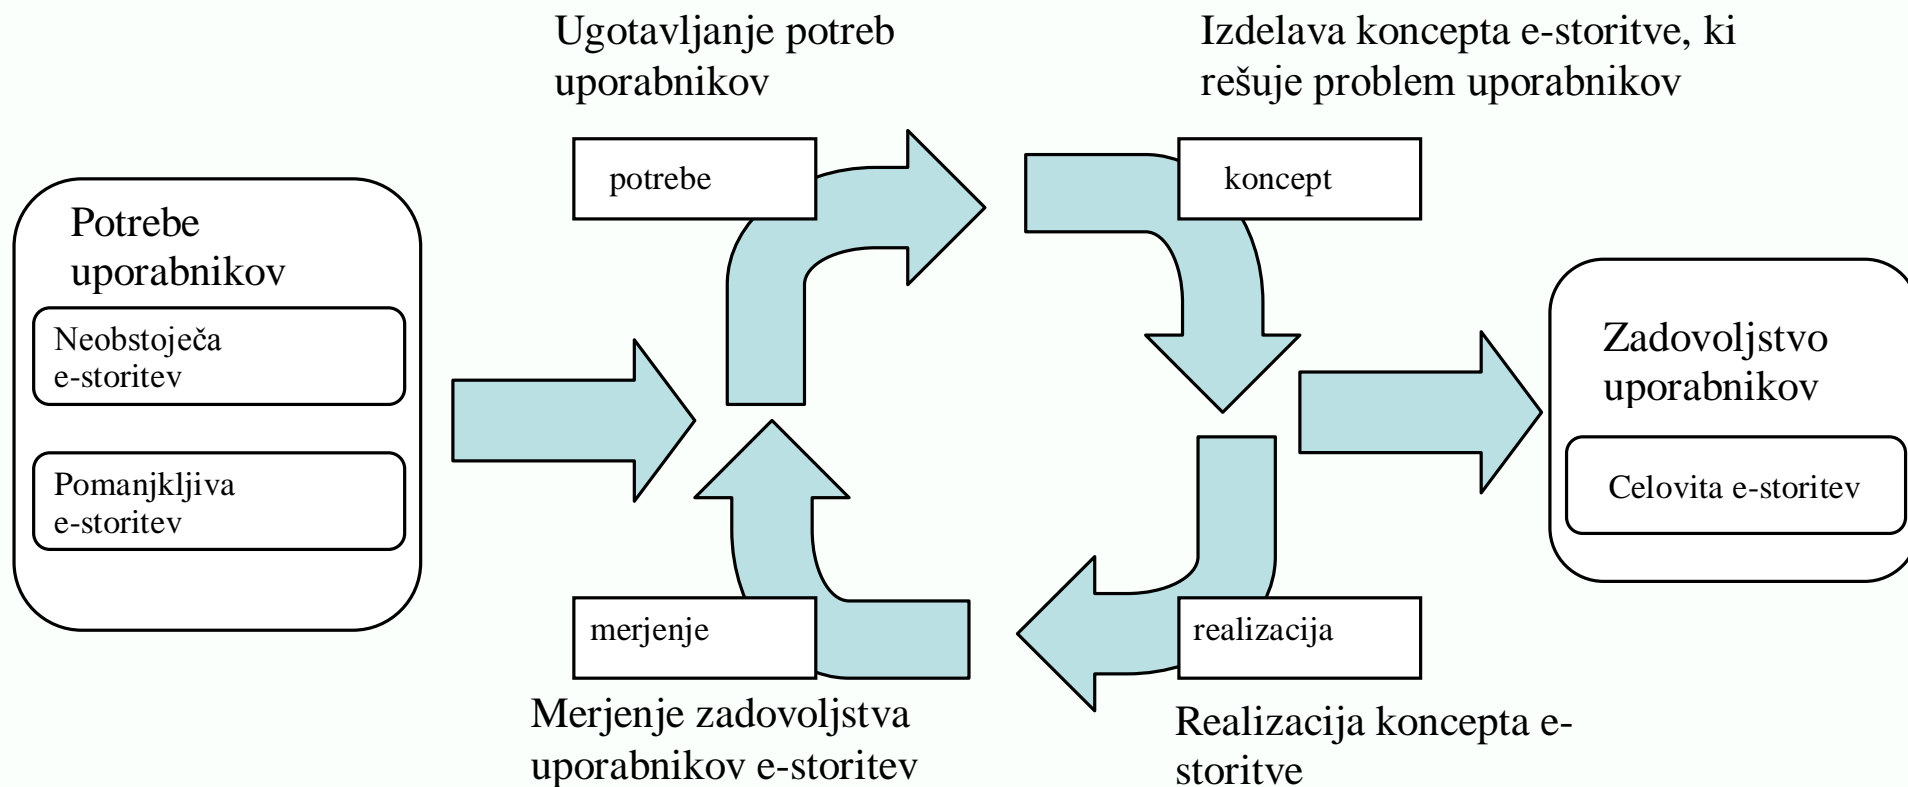 Ugotavljanje potreb
uporabnikov
Izdelava koncepta e-storitve, ki
rešuje problem uporabnikov
potrebe
koncept
Potrebe
uporabnikov
Neobstoječa
e-storitev
Pomanjkljiva
e-storitev
Zadovoljstvo
uporabnikov
Celovita e-storitev
merjenje
realizacija
Merjenje zadovoljstva
uporabnikov e-storitev
Realizacija koncepta e-
storitve